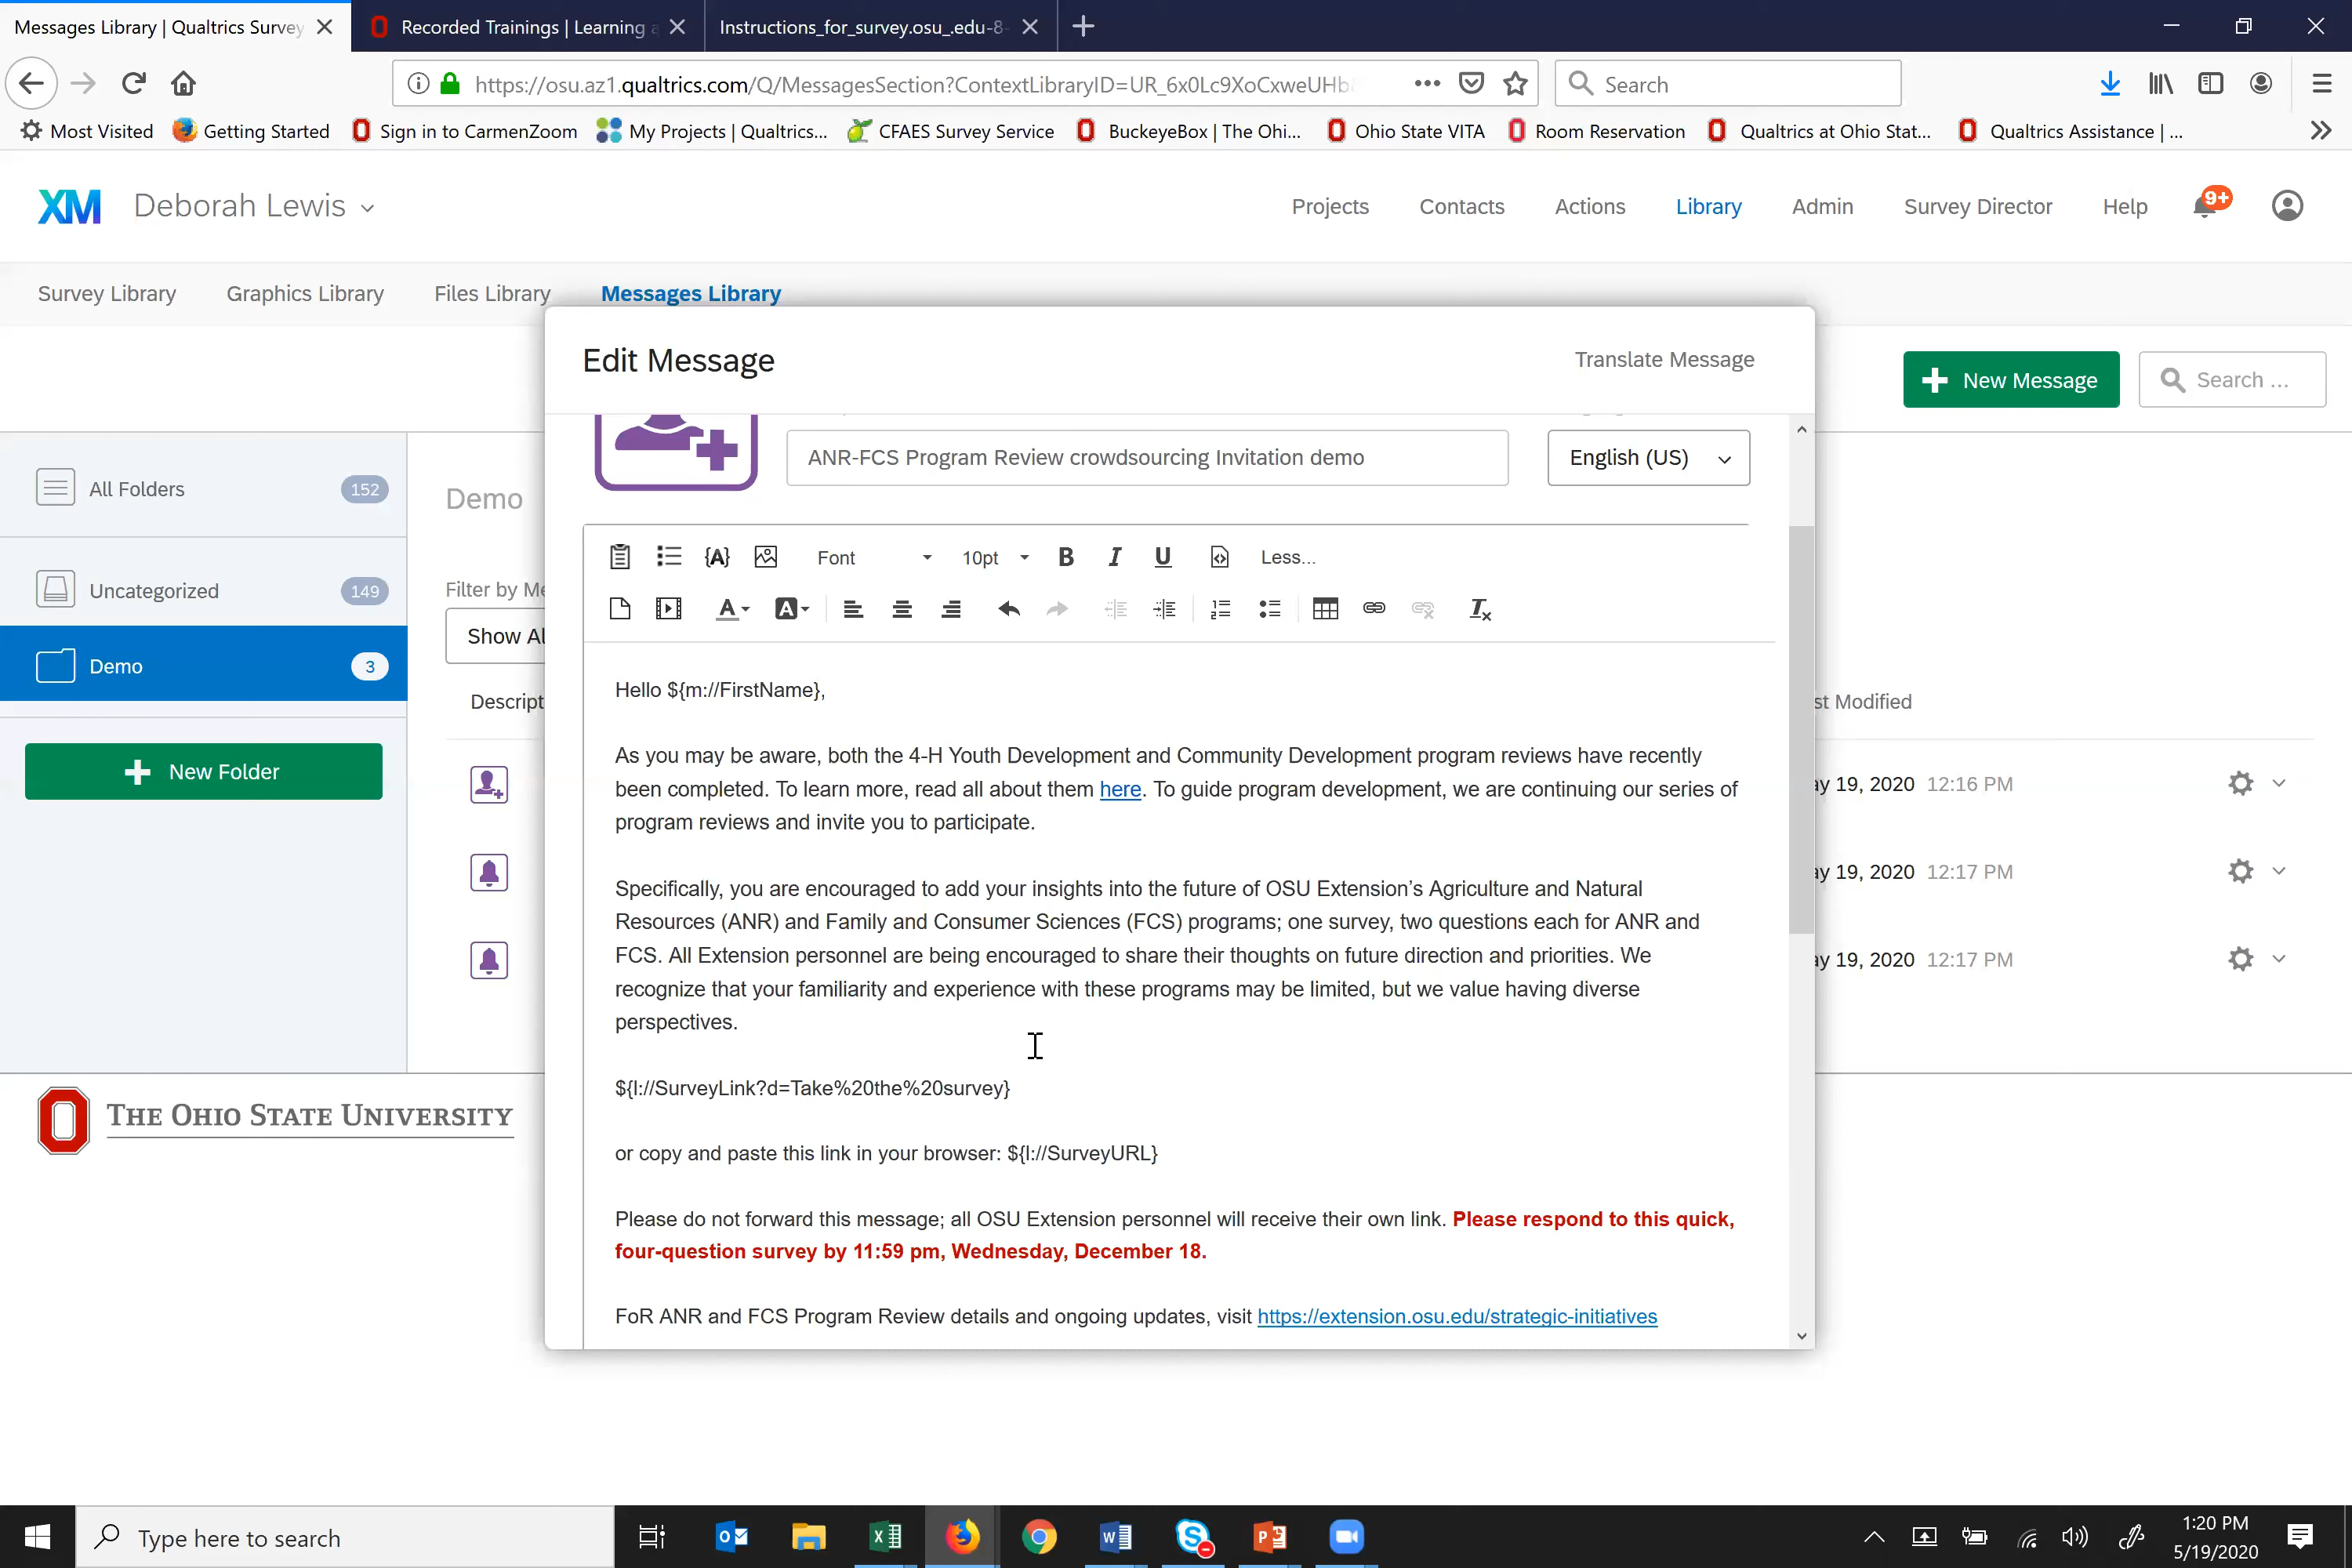 Messages Library | Qualtrics Survey
Recorded Trainings | Learning a
Instructions_for_survey.osu_.edu-8-
https://osu.az1.qualtrics.com/Q/MessagesSection?ContextLibraryID=UR_6x0Lc9XoCxweUHb
Search
Most Visited
Getting Started
Sign in to CarmenZoom
My Projects | Qualtrics...
CFAES Survey Service
BuckeyeBox | The Ohi...
Ohio State VITA
Room Reservation
Qualtrics at Ohio Stat...
Qualtrics Assistance | ...
XM
Deborah Lewis
Projects
Contacts
Actions
Library
Admin
Survey Director
Help
9+
Survey Library
Graphics Library
Files Library
Messages Library
Edit Message
Translate Message
New Message
Search ...
ANR-FCS Program Review crowdsourcing Invitation demo
English (US)
All Folders
152
Demo
Font
10pt
B
I
U
Less...
Uncategorized
149
Filter by Me
Show Al
Demo
3
Descript
st Modified
New Folder
Hello ${m://FirstName},
As you may be aware, both the 4-H Youth Development and Community Development program reviews have recently
been completed. To learn more, read all about them here. To guide program development, we are continuing our series of
program reviews and invite you to participate.
Specifically, you are encouraged to add your insights into the future of OSU Extension’s Agriculture and Natural
Resources (ANR) and Family and Consumer Sciences (FCS) programs; one survey, two questions each for ANR and
FCS. All Extension personnel are being encouraged to share their thoughts on future direction and priorities. We
recognize that your familiarity and experience with these programs may be limited, but we value having diverse
perspectives.
${l://SurveyLink?d=Take%20the%20survey}
or copy and paste this link in your browser: ${l://SurveyURL}
Please do not forward this message; all OSU Extension personnel will receive their own link. Please respond to this quick,
four-question survey by 11:59 pm, Wednesday, December 18.
FoR ANR and FCS Program Review details and ongoing updates, visit https://extension.osu.edu/strategic-initiatives
ay 19, 2020 12:16 PM
ay 19, 2020 12:17 PM
ay 19, 2020 12:17 PM
THE OHIO STATE UNIVERSITY
Type here to search
1:20 PM
5/19/2020